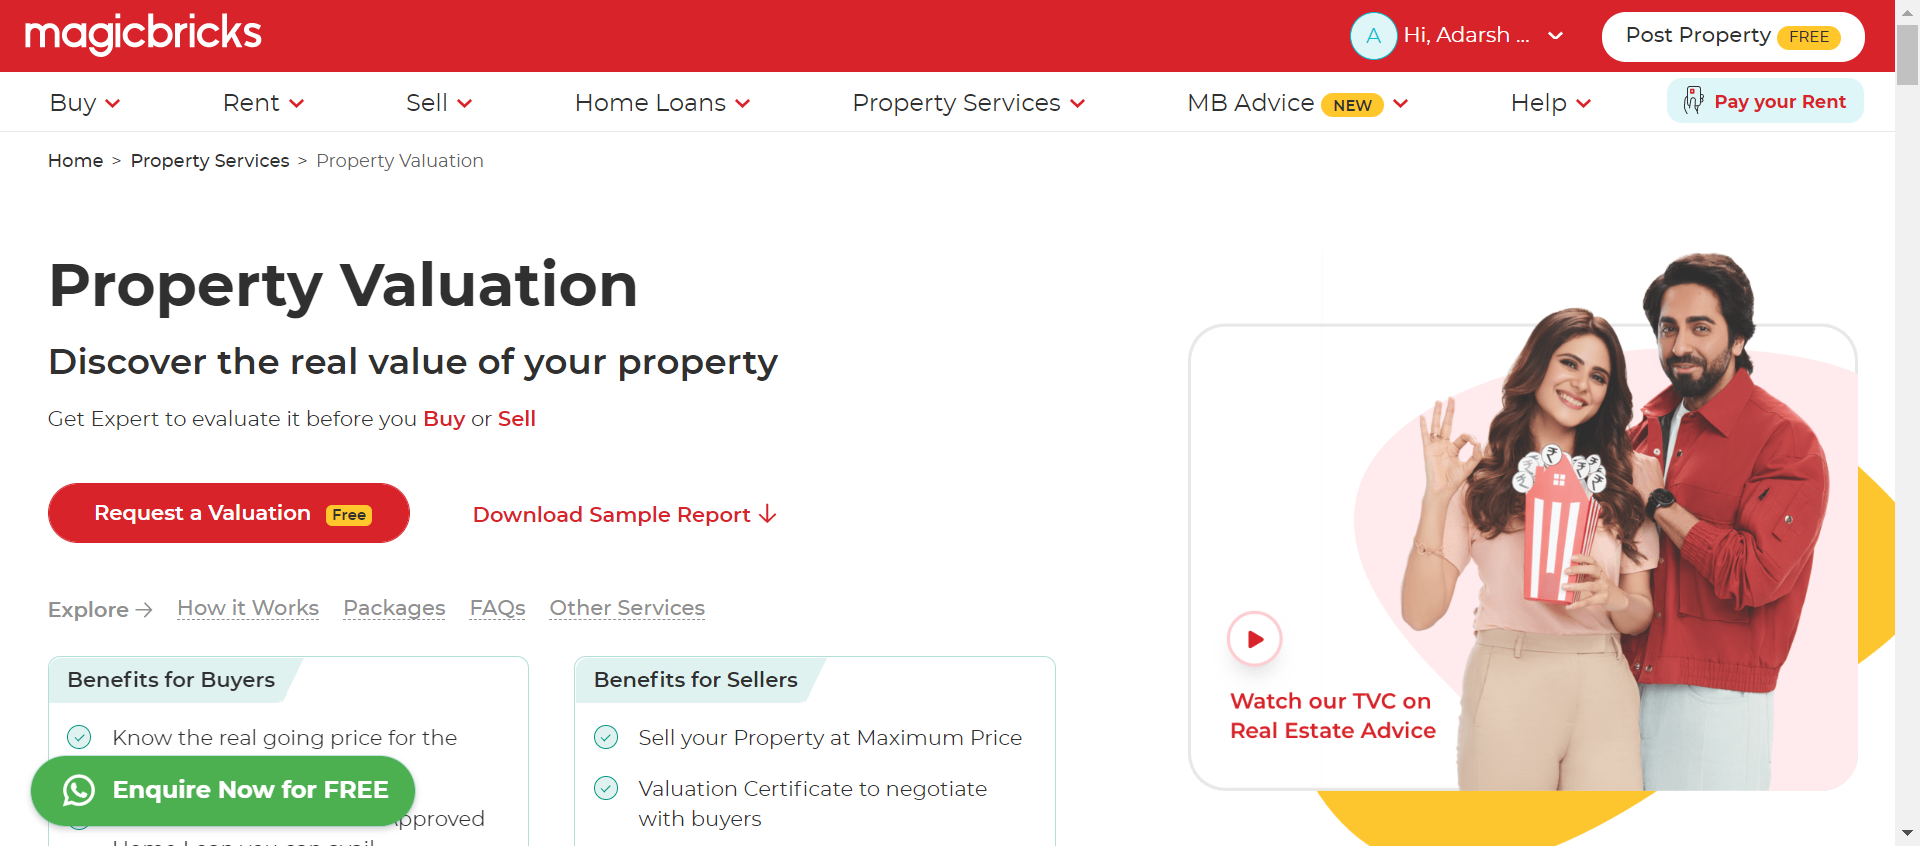 magicbricks
A Hi, Adarsh ...
Post Property FREE
Buy
Rent
Sell
Home Loans
Property Services
MB Advice NEW
Help
Pay your Rent
Home > Property Services > Property Valuation
Property Valuation
Discover the real value of your property
Get Expert to evaluate it before you Buy or Sell
Request a Valuation Free
Download Sample Report
Explore
How it Works
Packages
FAQs
Other Services
Benefits for Buyers
Know the real going price for the
Enquire Now for FREE
Approved
Home Loan you can avail
Benefits for Sellers
Sell your Property at Maximum Price
Valuation Certificate to negotiate
with buyers
Watch our TVC on
Real Estate Advice